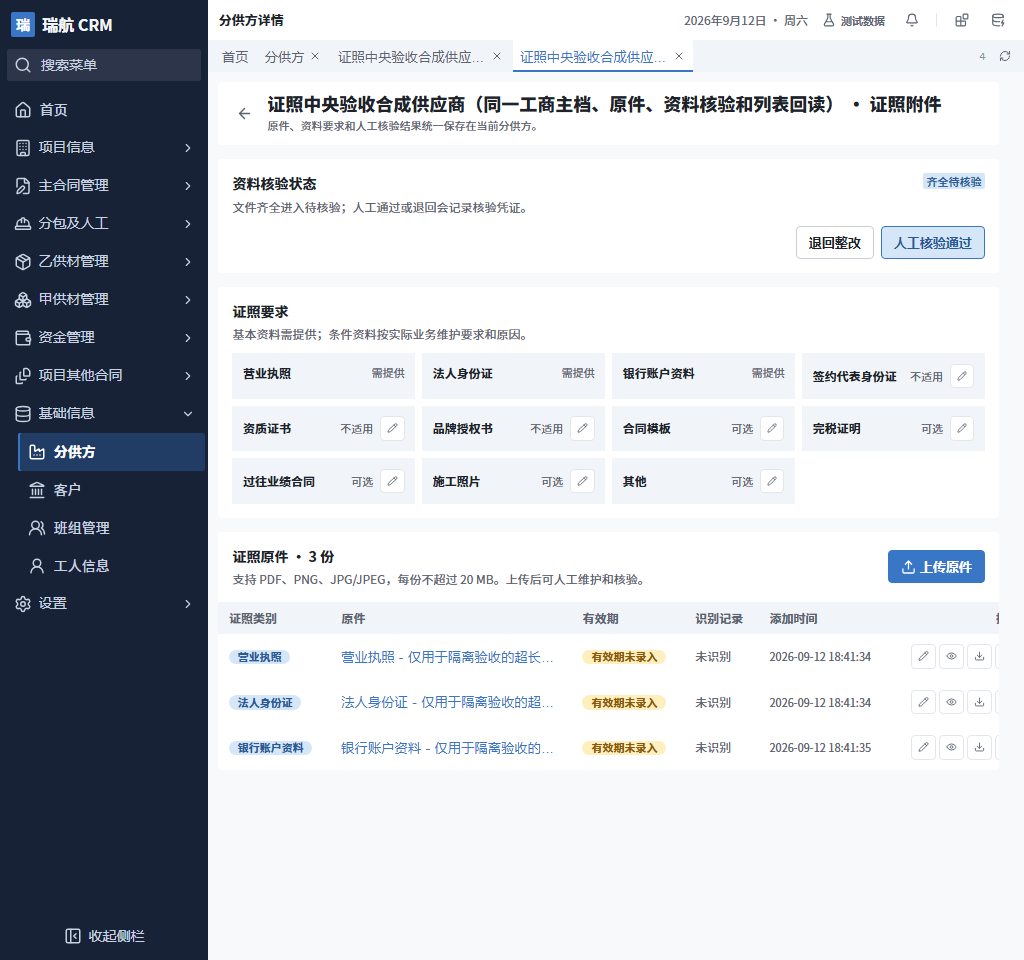 瑞 瑞航 CRM
搜索菜单
首页
项目信息
主合同管理
分包及人工
乙供材管理
甲供材管理
资金管理
项目其他合同
基础信息
分供方
客户
班组管理
工人信息
设置
收起侧栏
分供方详情
2026年9月12日 · 周六 测试数据
首页 分供方 证照中央验收合成供应... 证照中央验收合成供应... 4
证照中央验收合成供应商（同一工商主档、原件、资料核验和列表回读） · 证照附件
原件、资料要求和人工核验结果统一保存在当前分供方。
资料核验状态 齐全待核验
文件齐全进入待核验；人工通过或退回会记录核验凭证。
退回整改 人工核验通过
证照要求
基本资料需提供；条件资料按实际业务维护要求和原因。
营业执照 需提供 法人身份证 需提供 银行账户资料 需提供 签约代表身份证 不适用
资质证书 不适用 品牌授权书 不适用 合同模板 可选 完税证明 可选
过往业绩合同 可选 施工照片 可选 其他 可选
证照原件 · 3 份
支持 PDF、PNG、JPG/JPEG，每份不超过 20 MB。上传后可人工维护和核验。
上传原件
证照类别 原件 有效期 识别记录 添加时间
营业执照 营业执照 - 仅用于隔离验收的超长... 有效期未录入 未识别 2026-09-12 18:41:34
法人身份证 法人身份证 - 仅用于隔离验收的超... 有效期未录入 未识别 2026-09-12 18:41:34
银行账户资料 银行账户资料 - 仅用于隔离验收的... 有效期未录入 未识别 2026-09-12 18:41:35